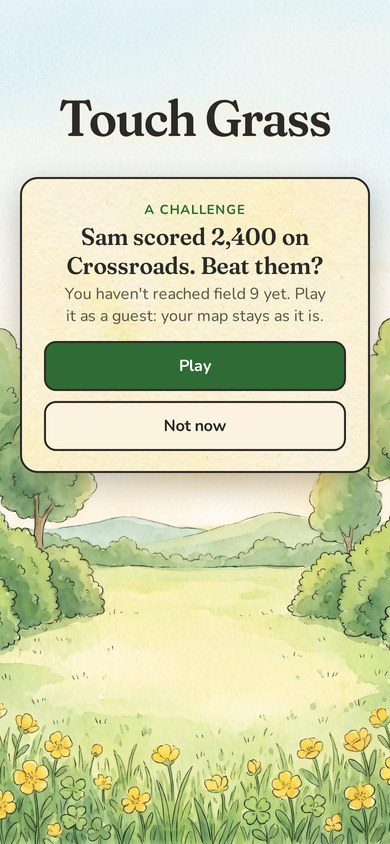 Touch Grass
A CHALLENGE
Sam scored 2,400 on
Crossroads. Beat them?
You haven't reached field 9 yet. Play
it as a guest: your map stays as it is.
Play
Not now